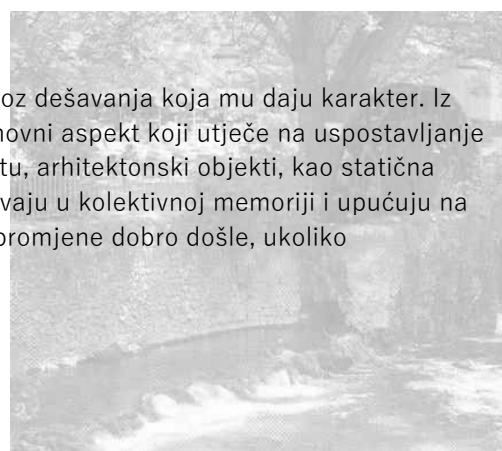 oz dešavanja koja mu daju karakter. Iz
novni aspekt koji utječe na uspostavljanje
tu, arhitektonski objekti, kao statična
vaju u kolektivnoj memoriji i upućuju na
promjene dobro došle, ukoliko